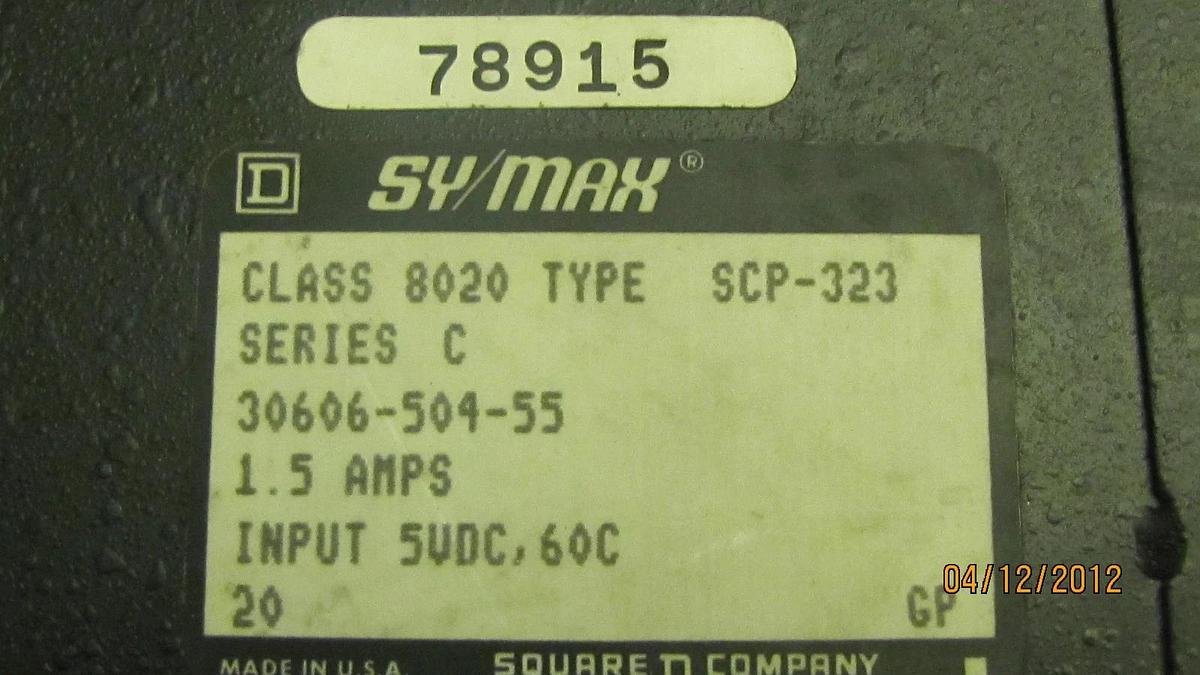 78915
D SY/MAX®
CLASS 8020 TYPE SCP-323
SERIES C
30606-504-55
1.5 AMPS
INPUT 5VDC,60C
20 GP
04/12/2012
MADE IN U.S.A. SQUARE D COMPANY